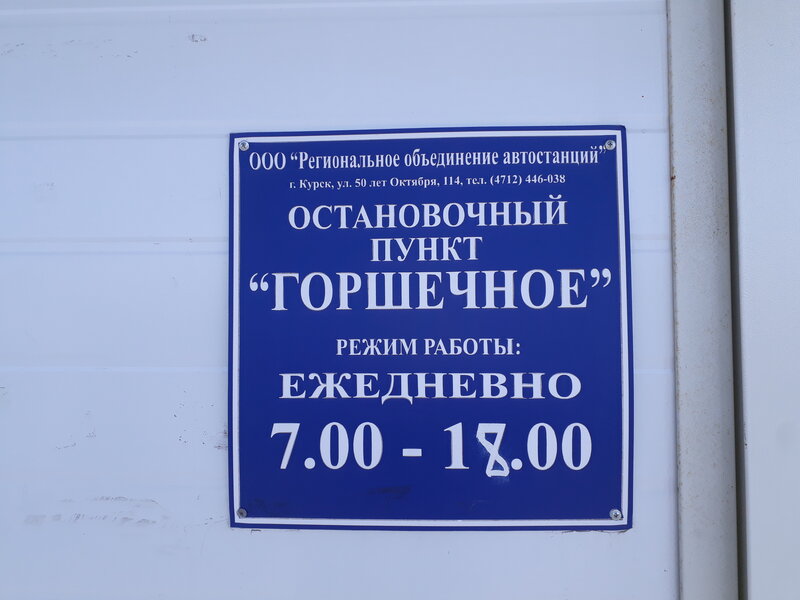 ООО “Региональное объединение автостанций”
г. Курск, ул. 50 лет Октября, 114, тел. (4712) 446-038
ОСТАНОВОЧНЫЙ
ПУНКТ
“ГОРШЕЧНОЕ”
РЕЖИМ РАБОТЫ:
ЕЖЕДНЕВНО
7.00 - 18.00